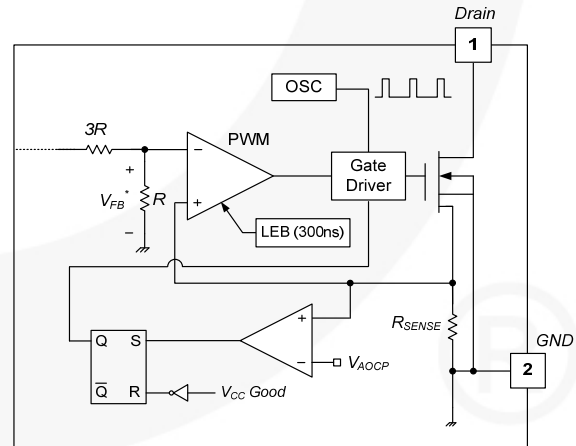 Drain
1
OSC
3R
PWM
−
+
+
V_FB*
R
−
Gate
Driver
LEB (300ns)
R_SENSE
GND
2
+
−
V_AOCP
Q
S
Q̅
R
V_CC Good
R